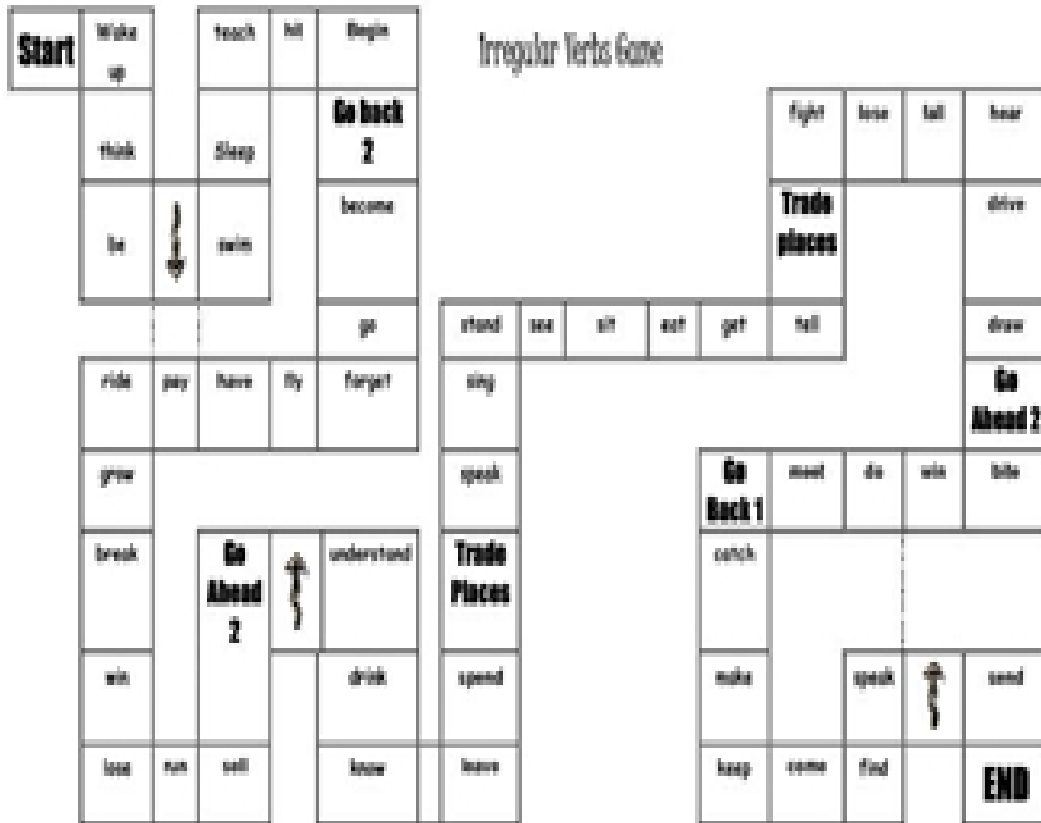 Irregular Verbs Game
Start
Wake
up
think
be
swim
Sleep
teach
hit
Begin
Go back
2
become
go
forget
fly
have
pay
ride
grow
break
win
lose
run
sell
Go
Ahead
2
understand
drink
know
leave
spend
Trade
Places
speak
sing
stand
see
sit
eat
get
tell
Trade
places
fight
lose
fall
hear
drive
draw
Go
Ahead 2
bite
win
do
meet
Go
Back 1
catch
make
keep
come
find
speak
send
END